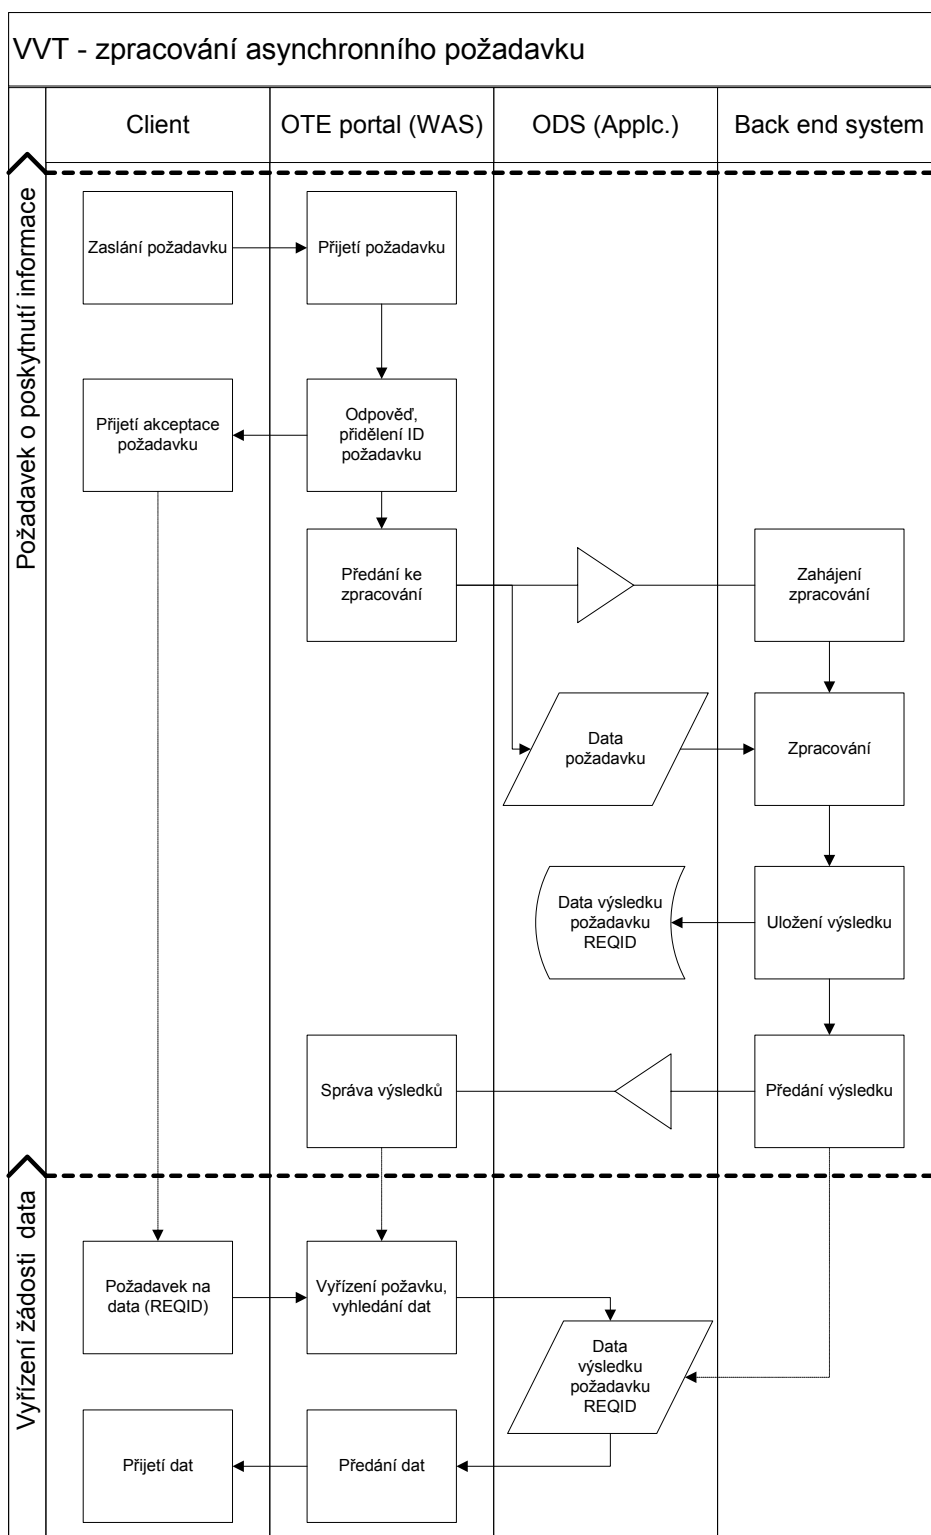 VVT - zpracování asynchronního požadavku
Client
OTE portal (WAS)
ODS (Applc.)
Back end system
Požadavek o poskytnutí informace
Zaslání požadavku
Přijetí požadavku
Přijetí akceptace
požadavku
Odpověď,
přidělení ID
požadavku
Předání ke
zpracování
Zahájení
zpracování
Data
požadavku
Zpracování
Data výsledku
požadavku
REQID
Uložení výsledku
Správa výsledků
Předání výsledku
Vyřízení žádosti  data
Požadavek na
data (REQID)
Vyřízení požavku,
vyhledání dat
Data
výsledku
požadavku
REQID
Přijetí dat
Předání dat